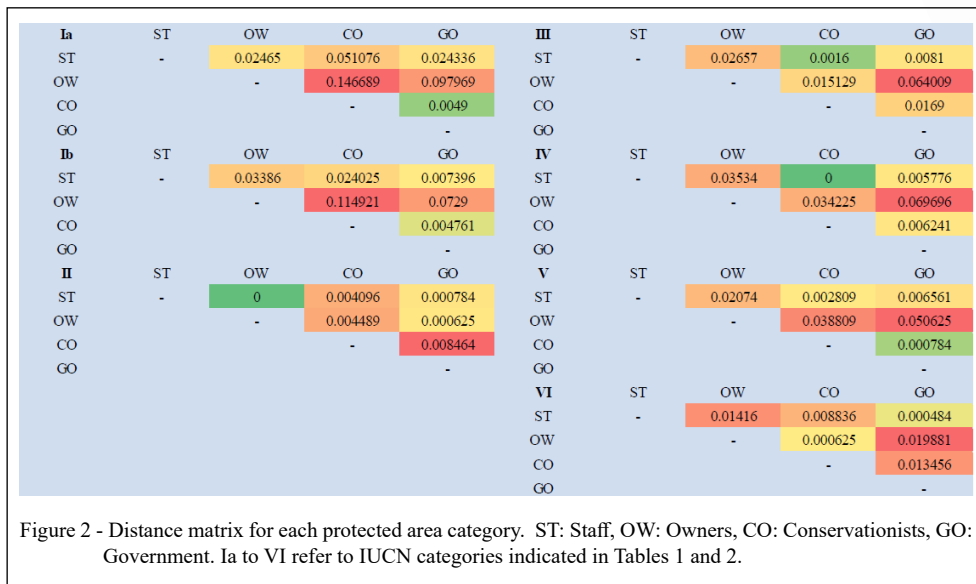 Ia ST OW CO GO
ST - 0.02465 0.051076 0.024336
OW - 0.146689 0.097969
CO - 0.0049
GO -
Ib ST OW CO GO
ST - 0.03386 0.024025 0.007396
OW - 0.114921 0.0729
CO - 0.004761
GO -
II ST OW CO GO
ST - 0 0.004096 0.000784
OW - 0.004489 0.000625
CO - 0.008464
GO -
III ST OW CO GO
ST - 0.02657 0.0016 0.0081
OW - 0.015129 0.064009
CO - 0.0169
GO -
IV ST OW CO GO
ST - 0.03534 0 0.005776
OW - 0.034225 0.069696
CO - 0.006241
GO -
V ST OW CO GO
ST - 0.02074 0.002809 0.006561
OW - 0.038809 0.050625
CO - 0.000784
GO -
VI ST OW CO GO
ST - 0.01416 0.008836 0.000484
OW - 0.000625 0.019881
CO - 0.013456
GO -
Figure 2 - Distance matrix for each protected area category. ST: Staff, OW: Owners, CO: Conservationists, GO:
Government. Ia to VI refer to IUCN categories indicated in Tables 1 and 2.